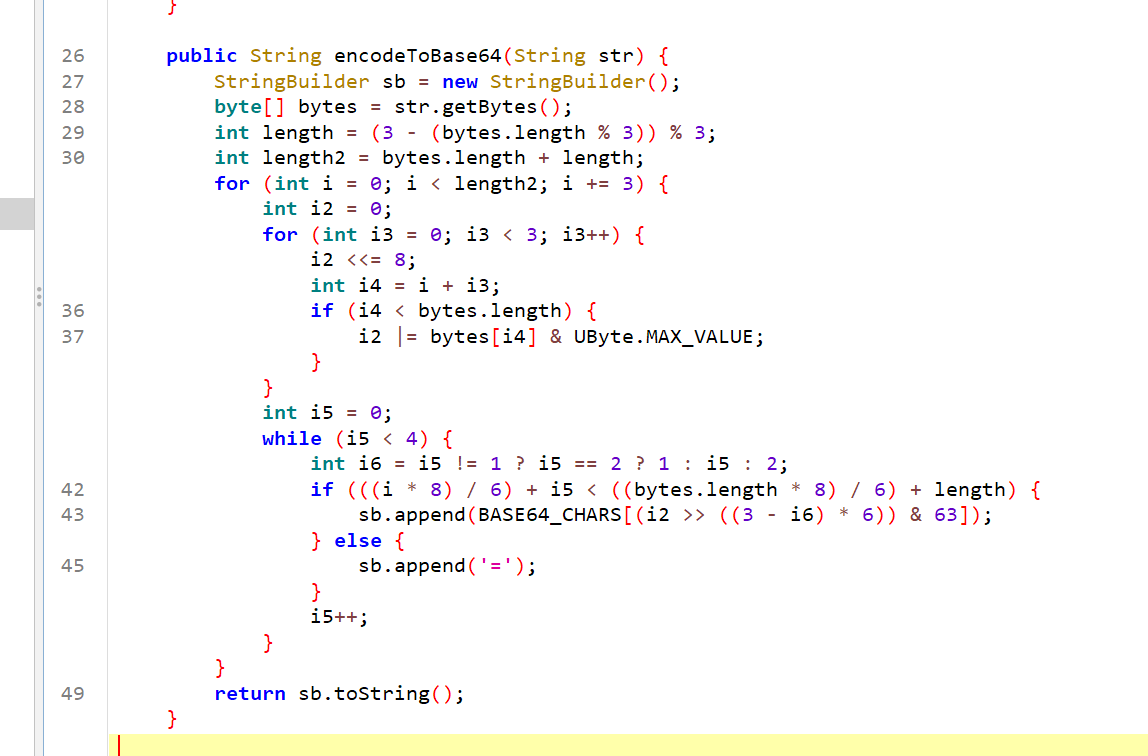 }
26 public String encodeToBase64(String str) {
27 StringBuilder sb = new StringBuilder();
28 byte[] bytes = str.getBytes();
29 int length = (3 - (bytes.length % 3)) % 3;
30 int length2 = bytes.length + length;
for (int i = 0; i < length2; i += 3) {
int i2 = 0;
for (int i3 = 0; i3 < 3; i3++) {
i2 <<= 8;
int i4 = i + i3;
36 if (i4 < bytes.length) {
37 i2 |= bytes[i4] & UByte.MAX_VALUE;
}
}
int i5 = 0;
while (i5 < 4) {
int i6 = i5 != 1 ? i5 == 2 ? 1 : i5 : 2;
42 if (((i * 8) / 6) + i5 < ((bytes.length * 8) / 6) + length) {
43 sb.append(BASE64_CHARS[(i2 >> ((3 - i6) * 6)) & 63]);
} else {
45 sb.append('=');
}
i5++;
}
}
49 return sb.toString();
}